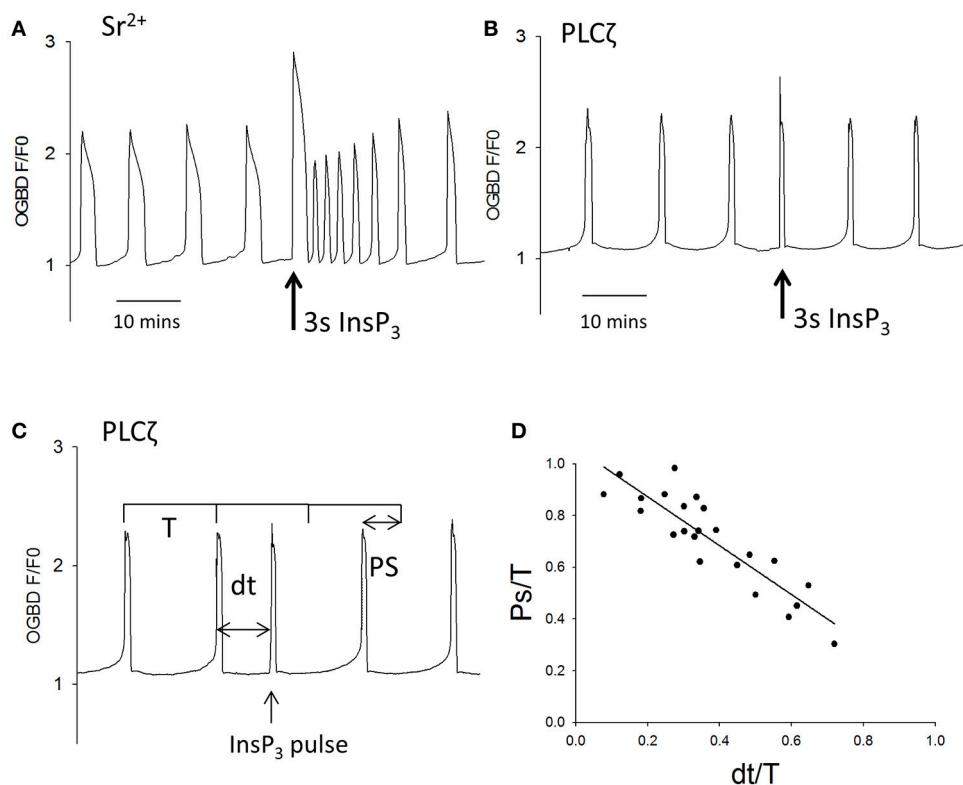 A
Sr²⁺
3
2
1
OGBD F/F0
10 mins
3s InsP₃
B
PLCζ
3
2
1
OGBD F/F0
10 mins
3s InsP₃
C
PLCζ
3
2
1
OGBD F/F0
T
dt
PS
InsP₃ pulse
D
1.0
0.8
0.6
0.4
0.2
0.0
Ps/T
0.0 0.2 0.4 0.6 0.8 1.0
dt/T